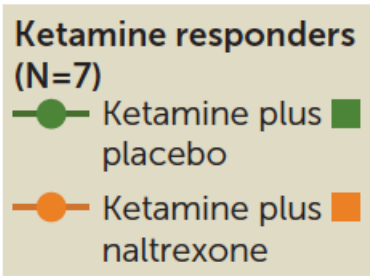 Ketamine responders
(N=7)
Ketamine plus
placebo
Ketamine plus
naltrexone